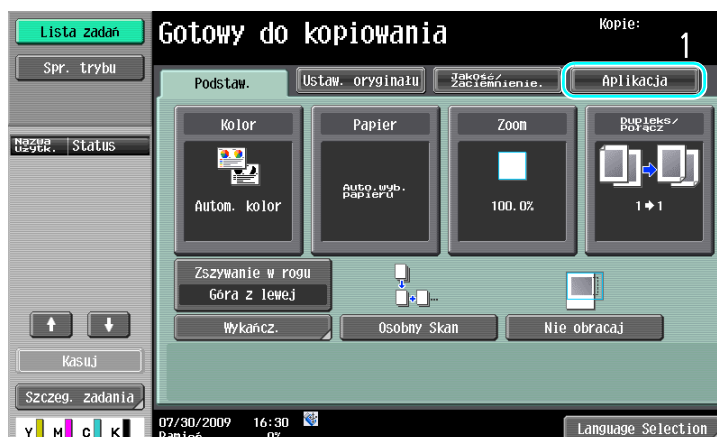 Lista zadań
Spr. trybu
Gotowy do kopiowania
Kopie:
1
Podstaw.
Ustaw. oryginału
Jakość/
zaciemnienie.
Aplikacja
Nazwa
użytk.
Status
Kolor
Papier
Zoom
Dupleks/
Połącz
Autom. kolor
Auto.wyb.
papieru
100.0%
1→1
Zszywanie w rogu
Góra z lewej
Wykańcz.
Osobny Skan
Nie obracaj
Kasuj
Szczeg. zadania
Y M C K
07/30/2009 16:30
Pamięć 0%
Language Selection